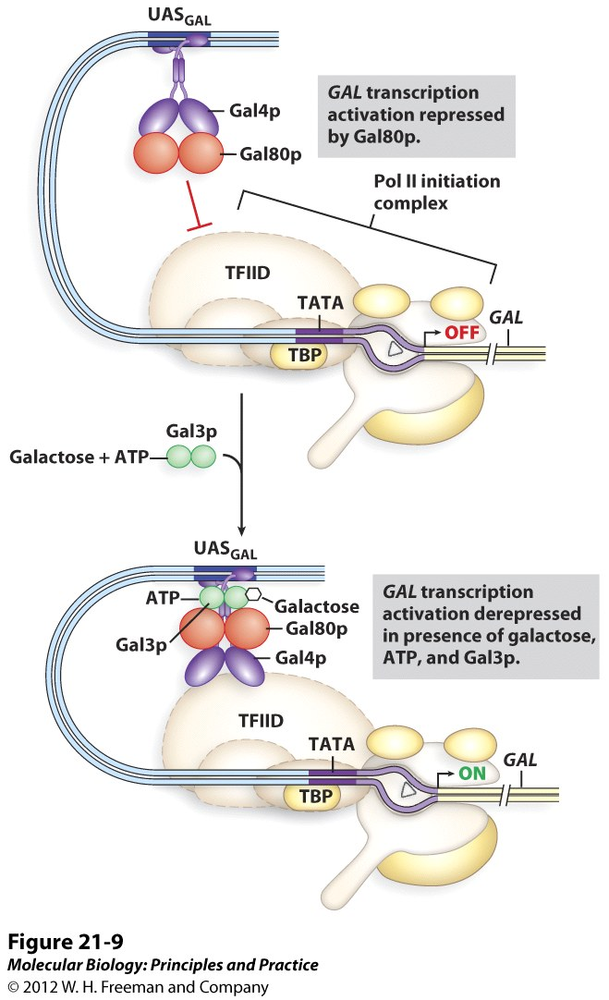 UASGAL
Gal4p
Gal80p
GAL transcription
activation repressed
by Gal80p.
Pol II initiation
complex
TFIID
TATA
TBP
OFF
GAL
Gal3p
Galactose + ATP
UASGAL
ATP
Galactose
Gal3p
Gal80p
Gal4p
GAL transcription
activation derepressed
in presence of galactose,
ATP, and Gal3p.
TFIID
TATA
TBP
ON
GAL
Figure 21-9
Molecular Biology: Principles and Practice
© 2012 W. H. Freeman and Company